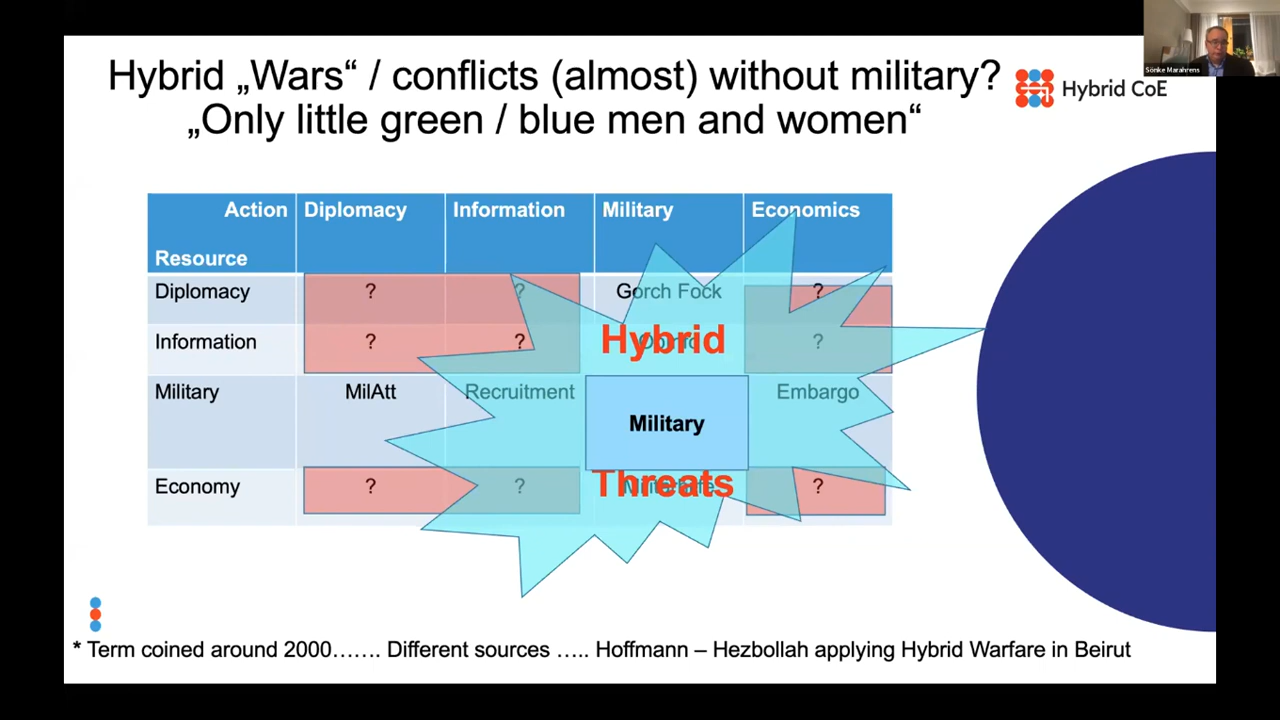 Hybrid „Wars“ / conflicts (almost) without military?
„Only little green / blue men and women“
Hybrid CoE
Sönke Marahrens
Action Diplomacy Information Military Economics
Resource
Diplomacy ? ? Gorch Fock ?
Information ? ? ?
Hybrid
Military MilAtt Recruitment Embargo
Military
Economy ? ? ?
Threats
* Term coined around 2000……. Different sources ….. Hoffmann – Hezbollah applying Hybrid Warfare in Beirut